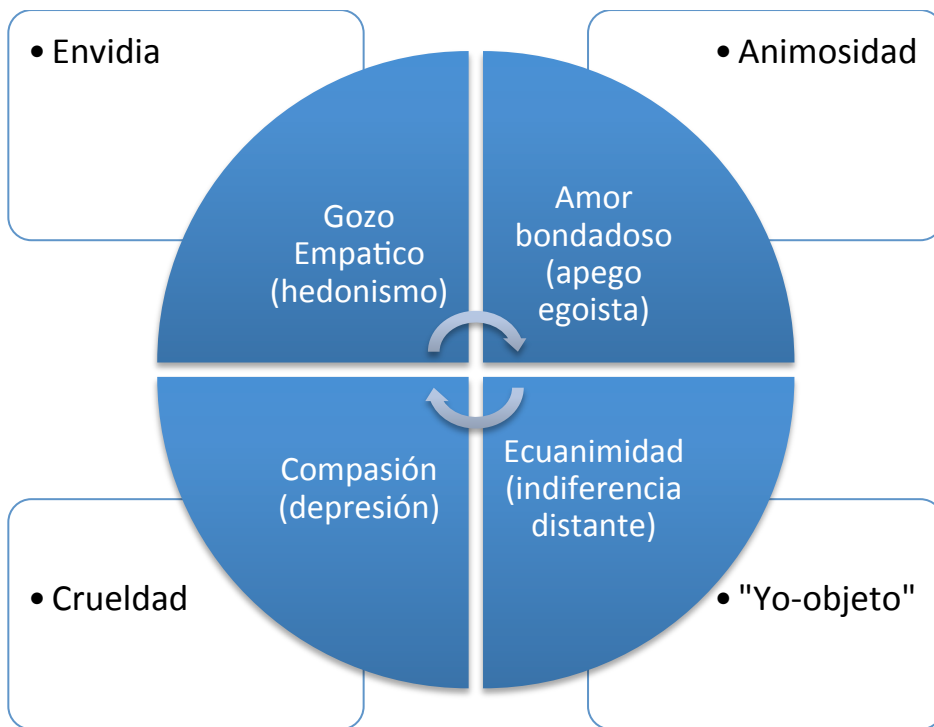 • Envidia
• Animosidad
Gozo
Empatico
(hedonismo)
Amor
bondadoso
(apego
egoista)
Compasión
(depresión)
Ecuanimidad
(indiferencia
distante)
• Crueldad
• "Yo-objeto"